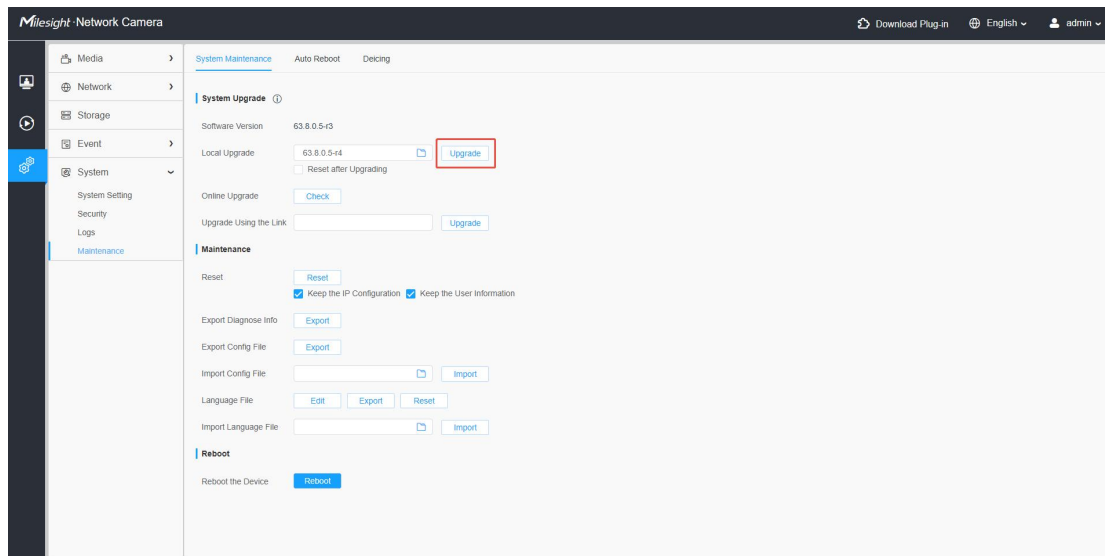 Milesight · Network Camera
Download Plug-in English admin
Media
Network
Storage
Event
System
System Setting
Security
Logs
Maintenance
System Maintenance Auto Reboot Deicing
System Upgrade
Software Version 63.8.0.5-r3
Local Upgrade 63.8.0.5-r4 Upgrade
Reset after Upgrading
Online Upgrade Check
Upgrade Using the Link Upgrade
Maintenance
Reset Reset
Keep the IP Configuration Keep the User Information
Export Diagnose Info Export
Export Config File Export
Import Config File Import
Language File Edit Export Reset
Import Language File Import
Reboot
Reboot the Device Reboot